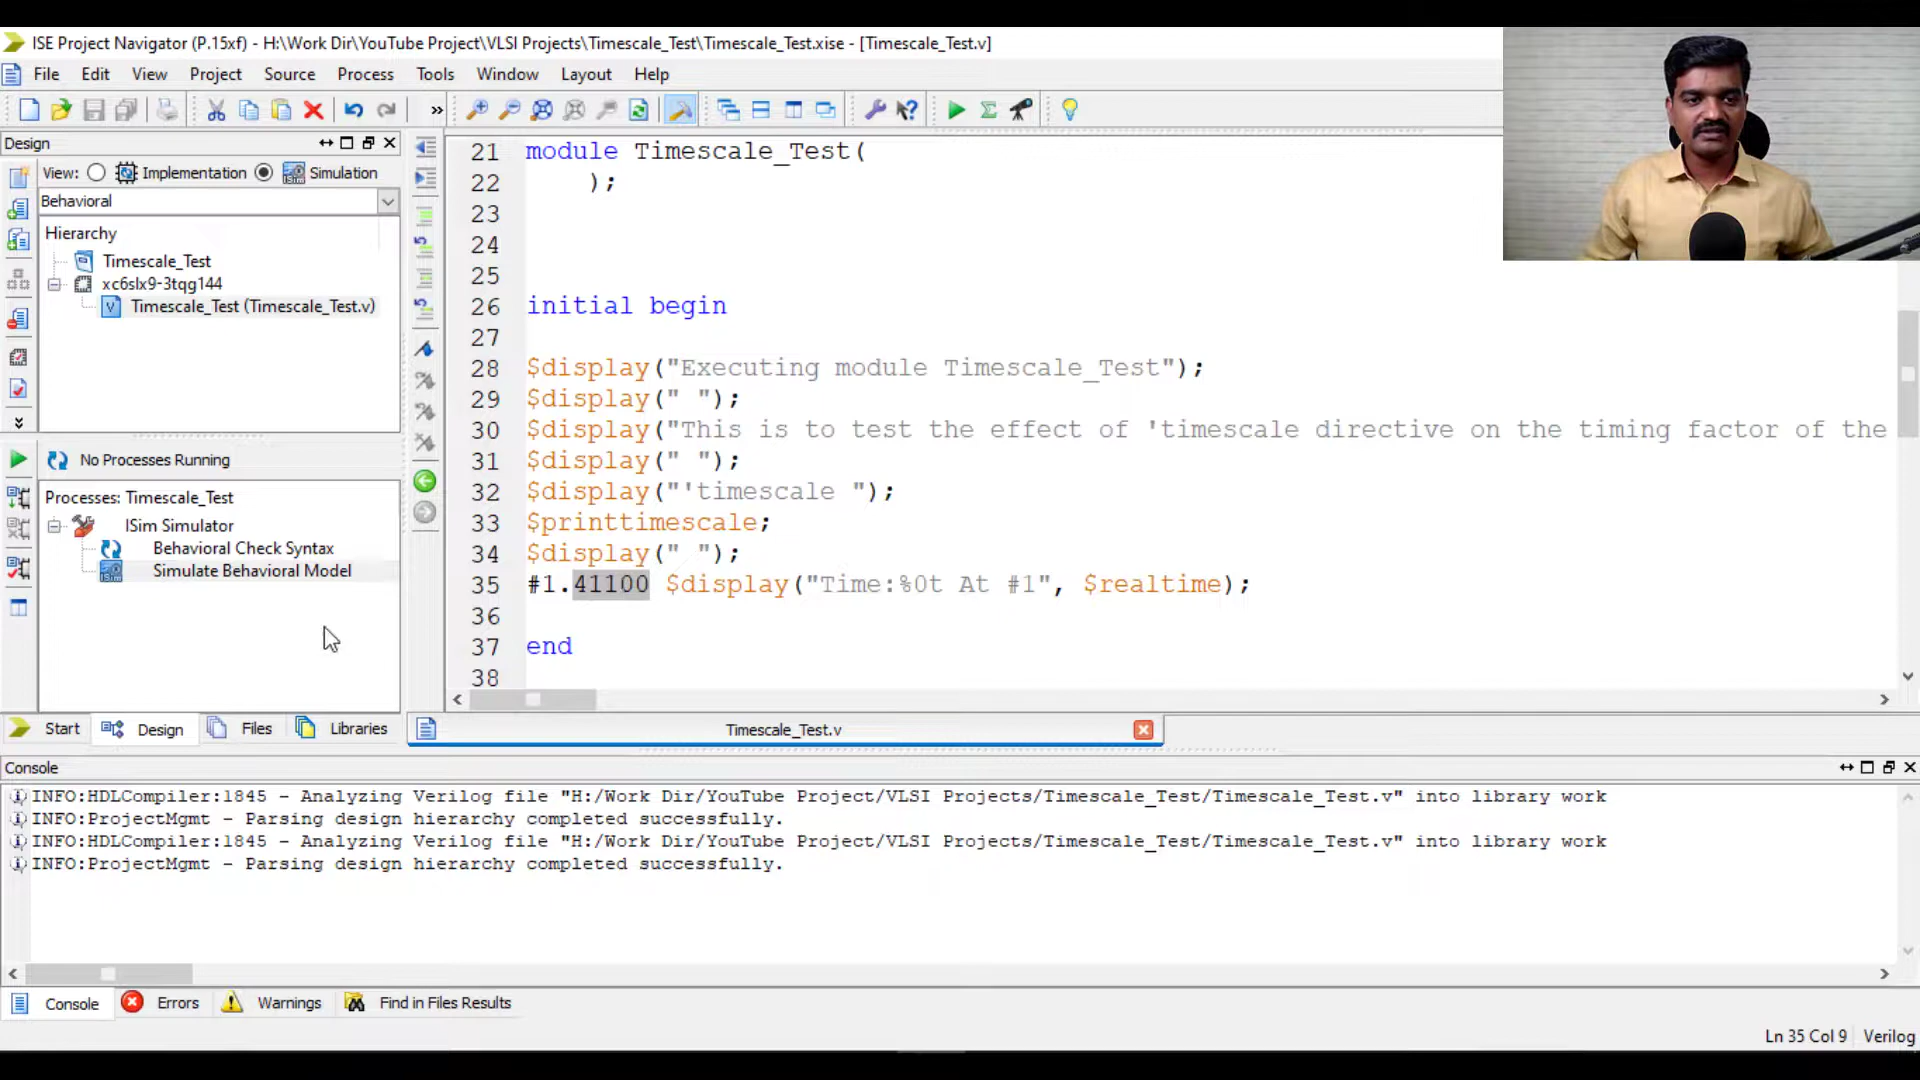 ISE Project Navigator (P.15xf) - H:\Work Dir\YouTube Project\VLSI Projects\Timescale_Test\Timescale_Test.xise - [Timescale_Test.v]
File Edit View Project Source Process Tools Window Layout Help
»
Design
View: Implementation Simulation
Behavioral
Hierarchy
Timescale_Test
xc6slx9-3tqg144
Timescale_Test (Timescale_Test.v)
No Processes Running
Processes: Timescale_Test
ISim Simulator
Behavioral Check Syntax
Simulate Behavioral Model
Start Design Files Libraries
21 module Timescale_Test(
22 );
23
24
25
26 initial begin
27
28 $display("Executing module Timescale_Test");
29 $display(" ");
30 $display("This is to test the effect of 'timescale directive on the timing factor of the
31 $display(" ");
32 $display("'timescale ");
33 $printtimescale;
34 $display(" ");
35 #1.41100 $display("Time:%0t At #1", $realtime);
36
37 end
38
Timescale_Test.v
Console
INFO:HDLCompiler:1845 - Analyzing Verilog file "H:/Work Dir/YouTube Project/VLSI Projects/Timescale_Test/Timescale_Test.v" into library work
INFO:ProjectMgmt - Parsing design hierarchy completed successfully.
INFO:HDLCompiler:1845 - Analyzing Verilog file "H:/Work Dir/YouTube Project/VLSI Projects/Timescale_Test/Timescale_Test.v" into library work
INFO:ProjectMgmt - Parsing design hierarchy completed successfully.
Console Errors Warnings Find in Files Results
Ln 35 Col 9 Verilog